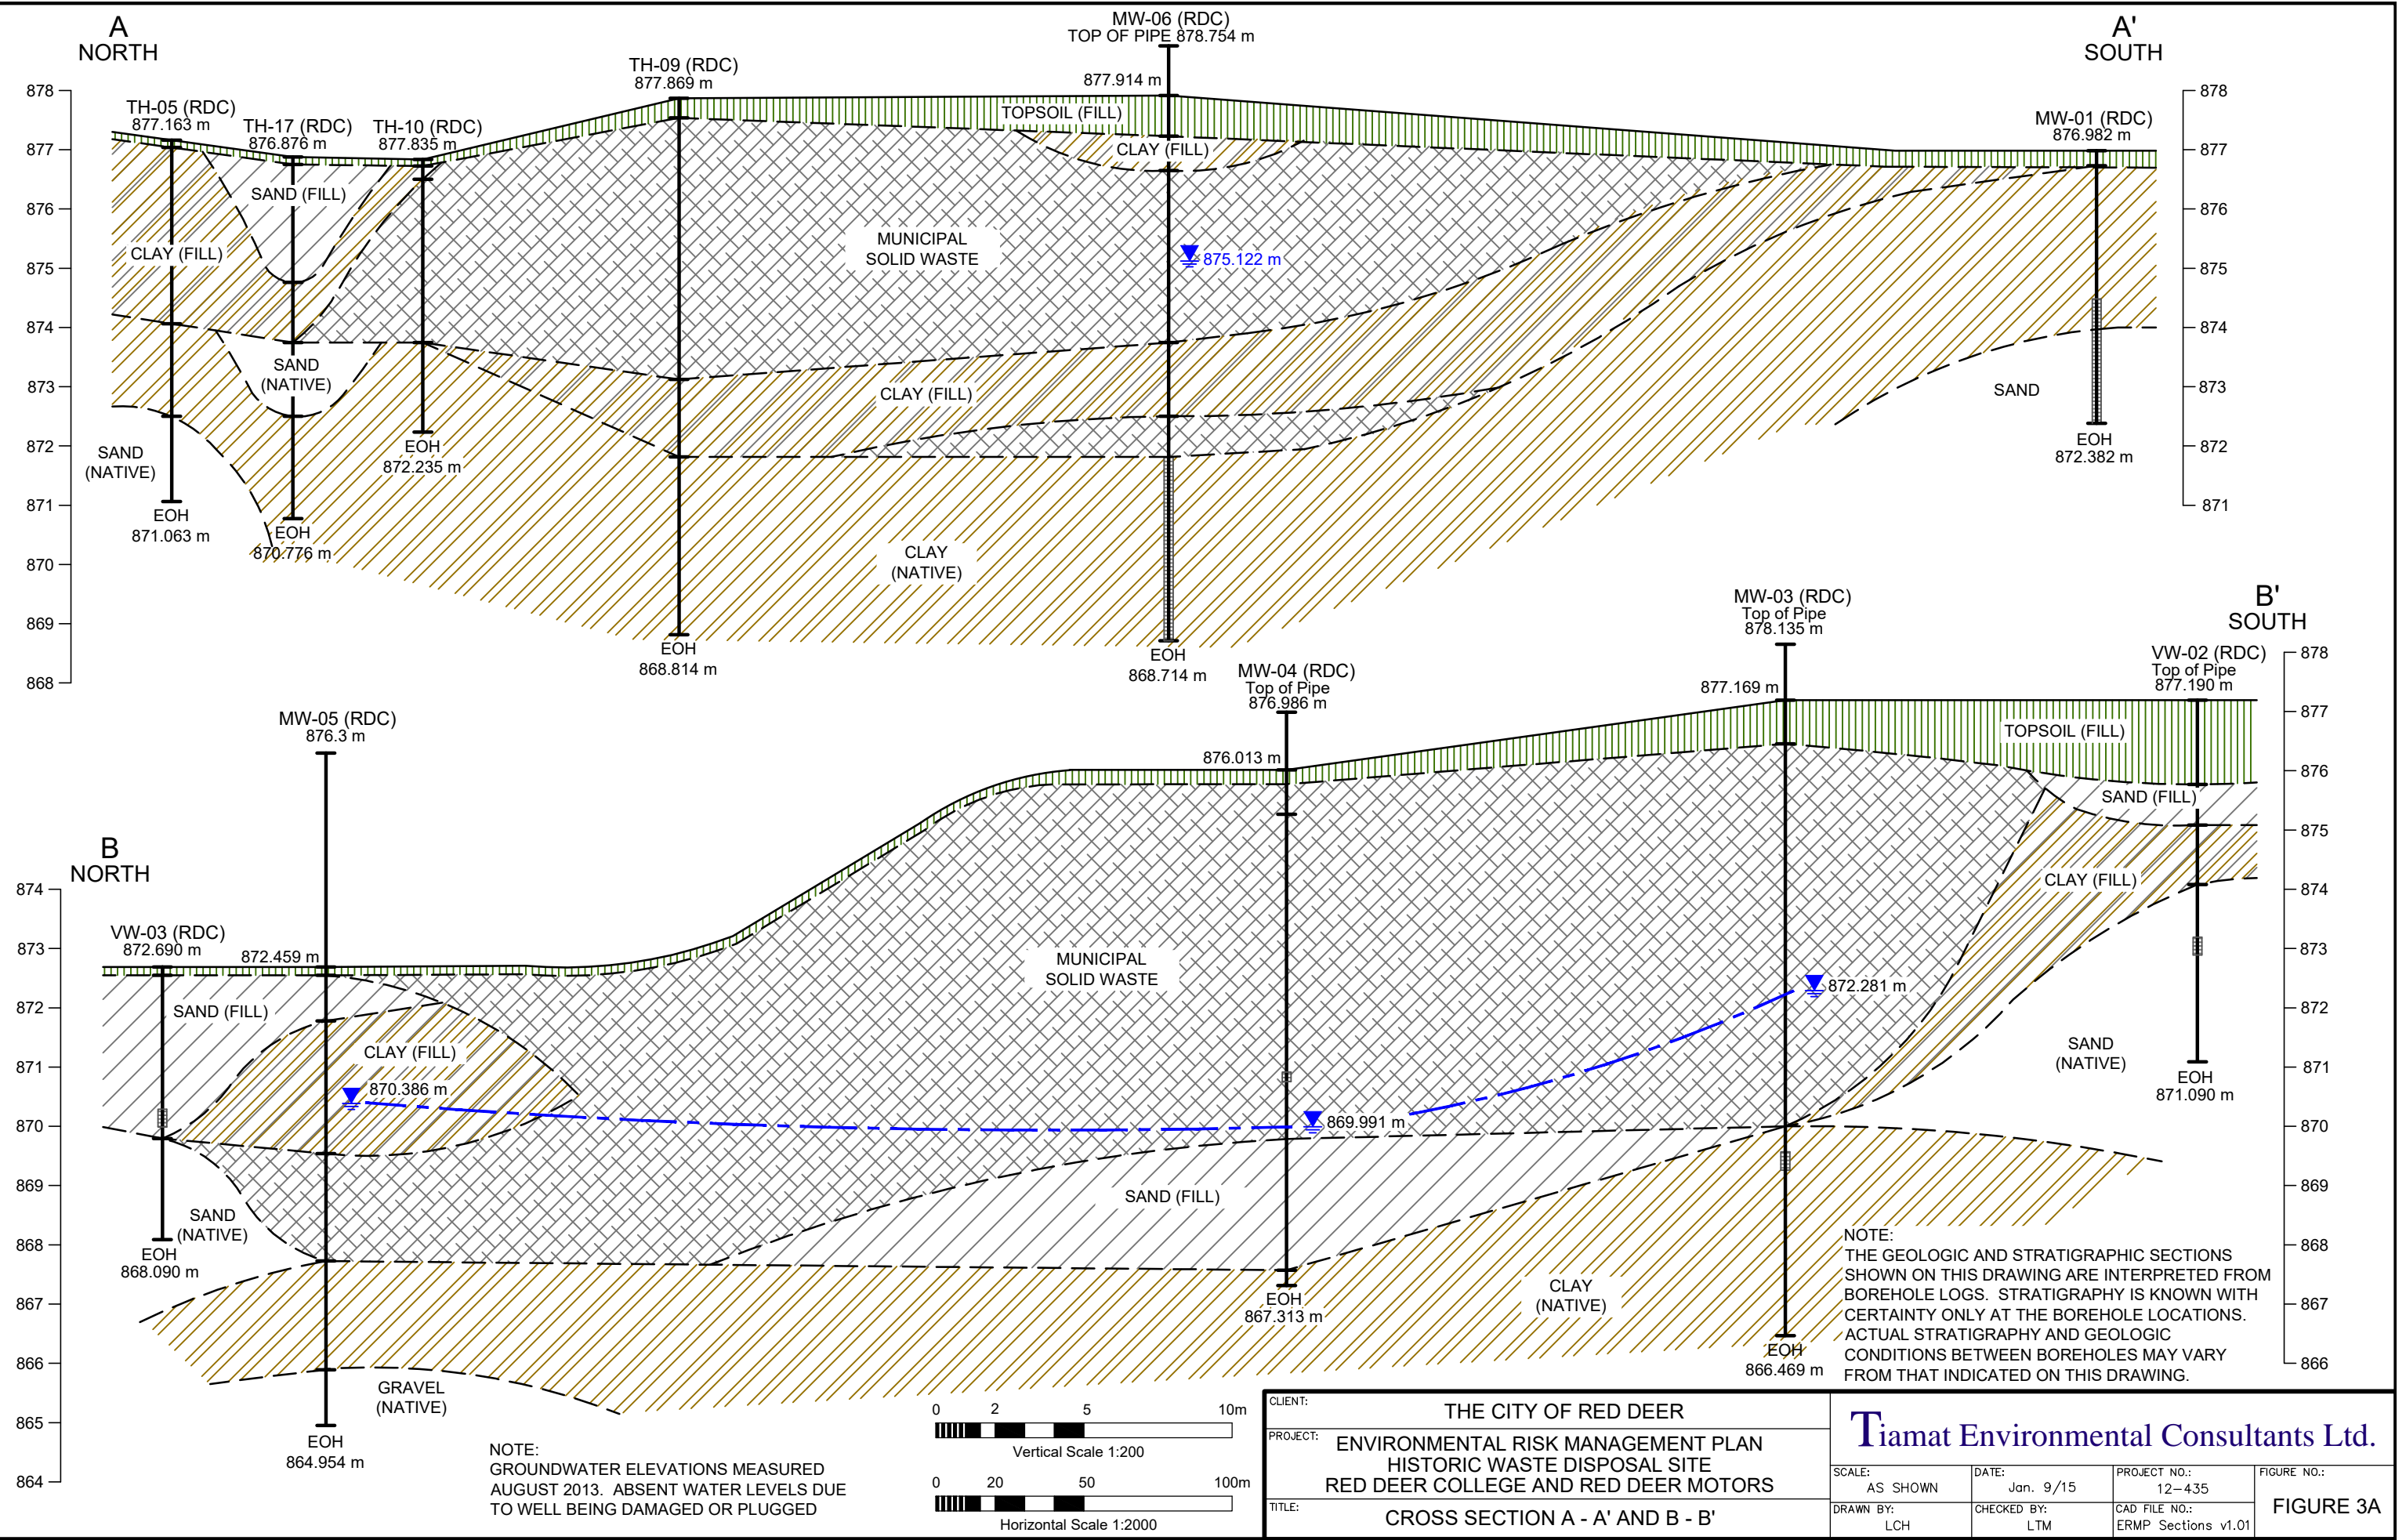 A
NORTH
A'
SOUTH
MW-06 (RDC)
TOP OF PIPE 878.754 m
877.914 m
TH-09 (RDC)
877.869 m
TH-05 (RDC)
877.163 m
TH-17 (RDC)
876.876 m
TH-10 (RDC)
877.835 m
MW-01 (RDC)
876.982 m
878
877
876
875
874
873
872
871
870
869
868
878
877
876
875
874
873
872
871
TOPSOIL (FILL)
CLAY (FILL)
SAND (FILL)
CLAY (FILL)
MUNICIPAL
SOLID WASTE
875.122 m
SAND
(NATIVE)
CLAY (FILL)
SAND
SAND
(NATIVE)
CLAY
(NATIVE)
EOH
871.063 m
EOH
870.776 m
EOH
872.235 m
EOH
868.814 m
EOH
868.714 m
EOH
872.382 m
B
NORTH
B'
SOUTH
MW-05 (RDC)
876.3 m
MW-04 (RDC)
Top of Pipe
876.986 m
876.013 m
MW-03 (RDC)
Top of Pipe
878.135 m
877.169 m
VW-02 (RDC)
Top of Pipe
877.190 m
VW-03 (RDC)
872.690 m
872.459 m
874
873
872
871
870
869
868
867
866
865
864
878
877
876
875
874
873
872
871
870
869
868
867
866
TOPSOIL (FILL)
SAND (FILL)
CLAY (FILL)
MUNICIPAL
SOLID WASTE
SAND (FILL)
CLAY (FILL)
870.386 m
869.991 m
872.281 m
SAND
(NATIVE)
SAND (FILL)
SAND
(NATIVE)
CLAY
(NATIVE)
GRAVEL
(NATIVE)
EOH
868.090 m
EOH
864.954 m
EOH
867.313 m
EOH
866.469 m
EOH
871.090 m
NOTE:
THE GEOLOGIC AND STRATIGRAPHIC SECTIONS
SHOWN ON THIS DRAWING ARE INTERPRETED FROM
BOREHOLE LOGS. STRATIGRAPHY IS KNOWN WITH
CERTAINTY ONLY AT THE BOREHOLE LOCATIONS.
ACTUAL STRATIGRAPHY AND GEOLOGIC
CONDITIONS BETWEEN BOREHOLES MAY VARY
FROM THAT INDICATED ON THIS DRAWING.
NOTE:
GROUNDWATER ELEVATIONS MEASURED
AUGUST 2013. ABSENT WATER LEVELS DUE
TO WELL BEING DAMAGED OR PLUGGED
0 2 5 10m
Vertical Scale 1:200
0 20 50 100m
Horizontal Scale 1:2000
CLIENT:
THE CITY OF RED DEER
PROJECT:
ENVIRONMENTAL RISK MANAGEMENT PLAN
HISTORIC WASTE DISPOSAL SITE
RED DEER COLLEGE AND RED DEER MOTORS
TITLE:
CROSS SECTION A - A' AND B - B'
Tiamat Environmental Consultants Ltd.
SCALE:
AS SHOWN
DATE:
Jan. 9/15
PROJECT NO.:
12-435
FIGURE NO.:
FIGURE 3A
DRAWN BY:
LCH
CHECKED BY:
LTM
CAD FILE NO.:
ERMP Sections v1.01